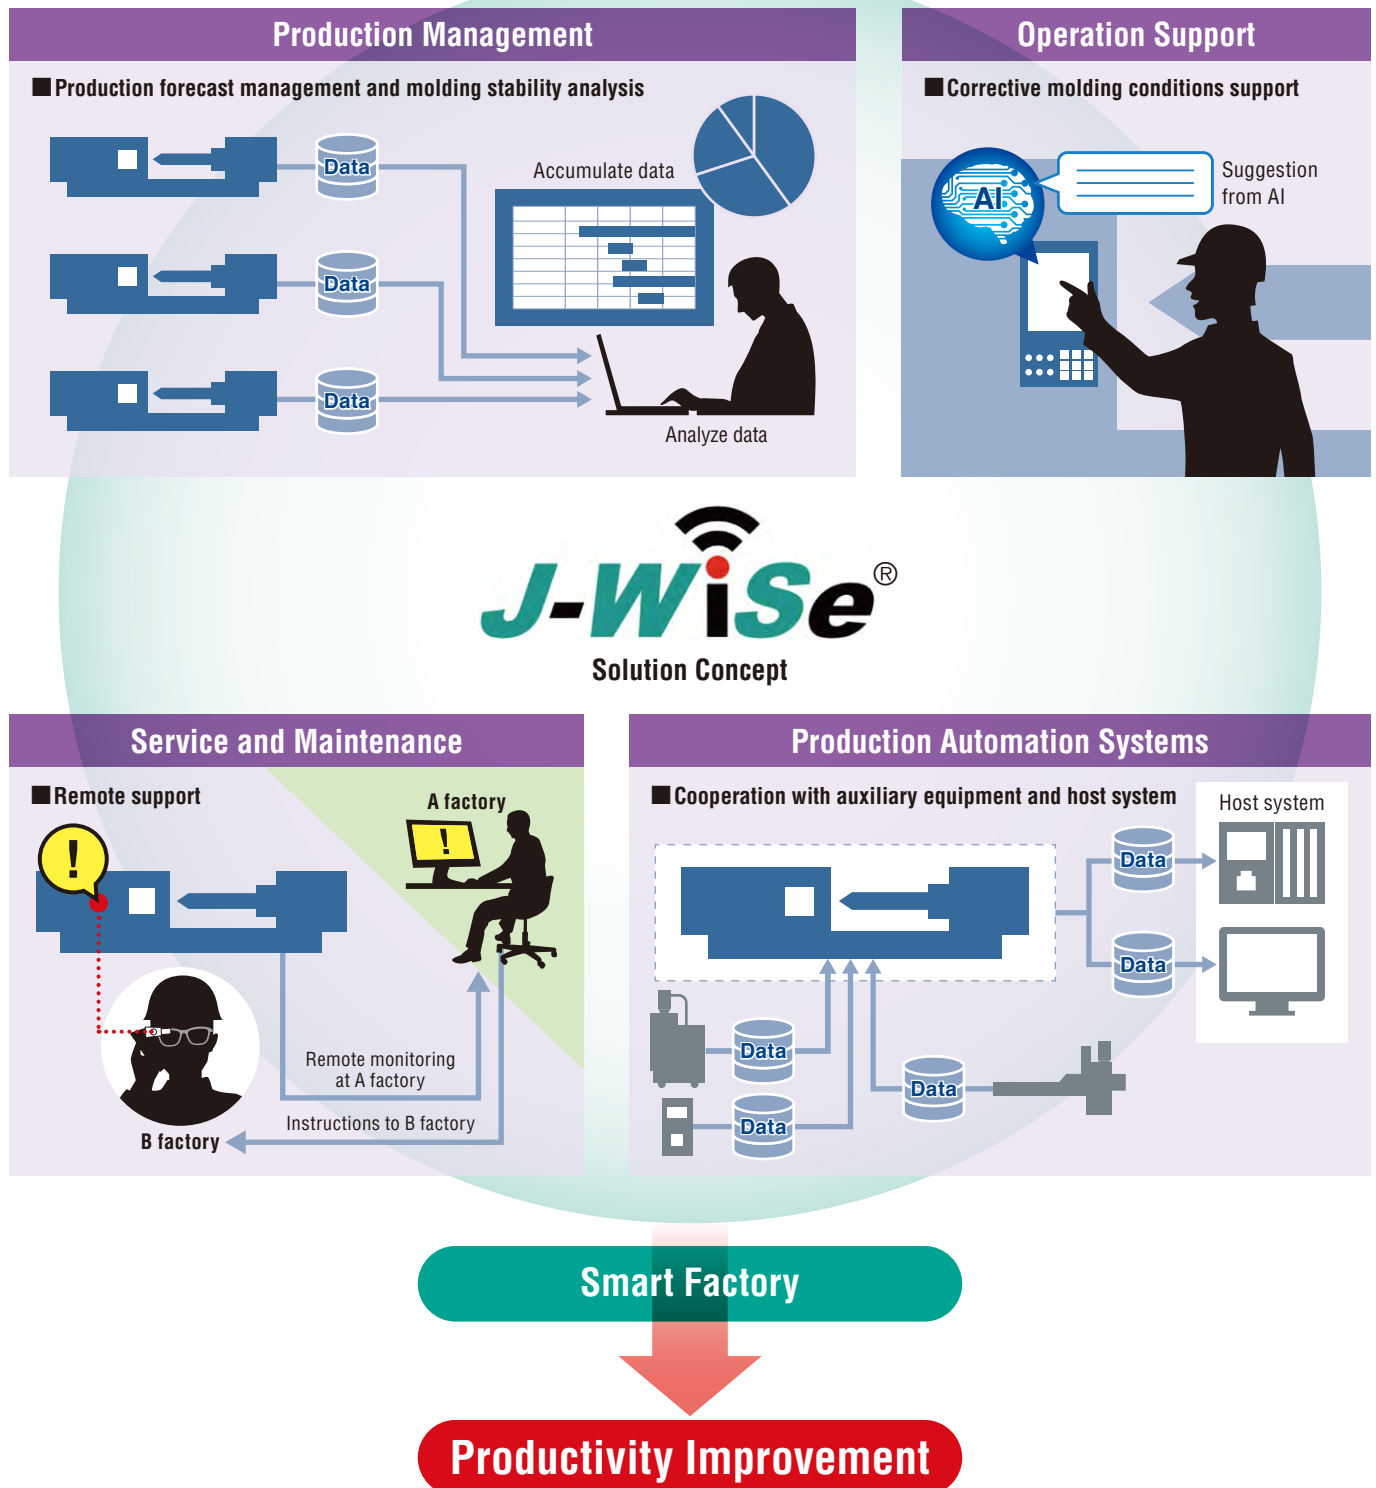 Production Management
■Production forecast management and molding stability analysis
Data
Data
Data
Accumulate data
Analyze data
Operation Support
■Corrective molding conditions support
AI
Suggestion
from AI
J-WiSe®
Solution Concept
Service and Maintenance
■Remote support
!
A factory
!
Remote monitoring
at A factory
Instructions to B factory
B factory
Production Automation Systems
■Cooperation with auxiliary equipment and host system
Host system
Data
Data
Data
Data
Data
Smart Factory
Productivity Improvement